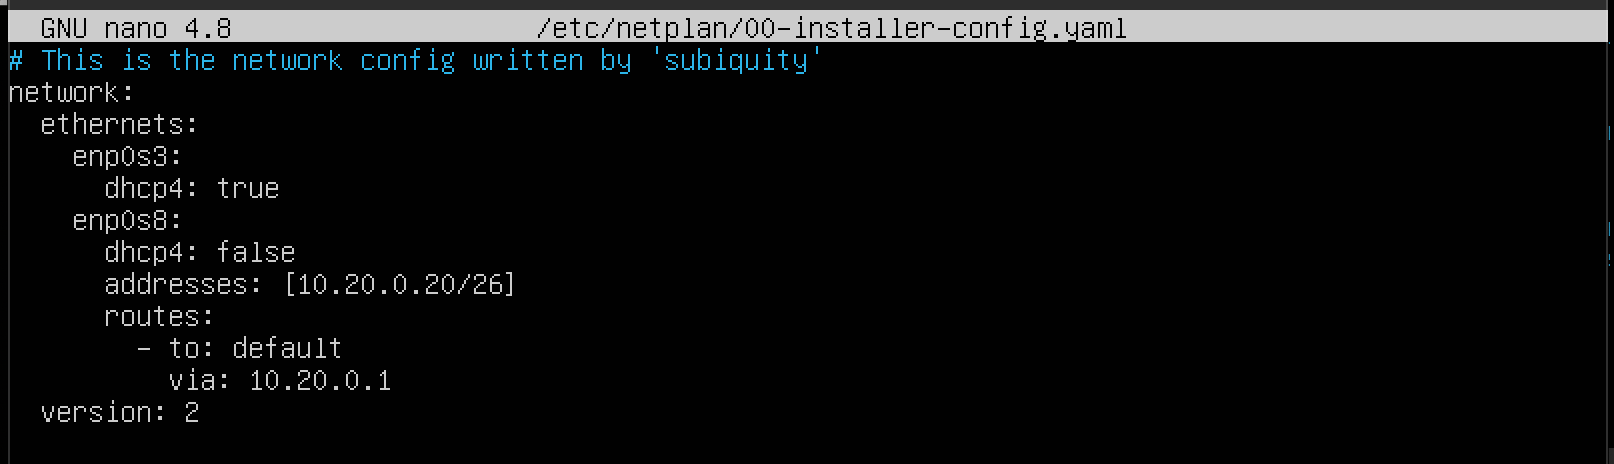 GNU nano 4.8 /etc/netplan/00-installer-config.yaml
# This is the network config written by 'subiquity'
network:
  ethernets:
    enp0s3:
      dhcp4: true
    enp0s8:
      dhcp4: false
      addresses: [10.20.0.20/26]
      routes:
        - to: default
          via: 10.20.0.1
  version: 2